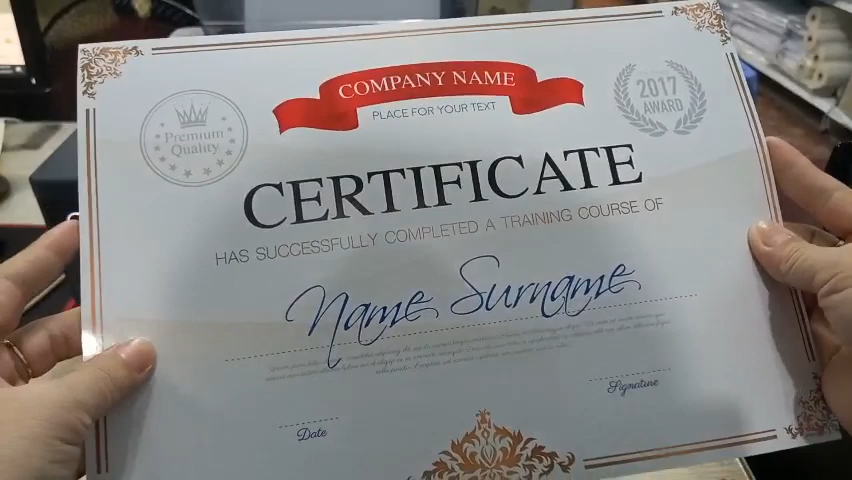 COMPANY NAME
PLACE FOR YOUR TEXT
Premium
Quality
2017
AWARD
CERTIFICATE
HAS SUCCESSFULLY COMPLETED A TRAINING COURSE OF
Name Surname
Date
Signature